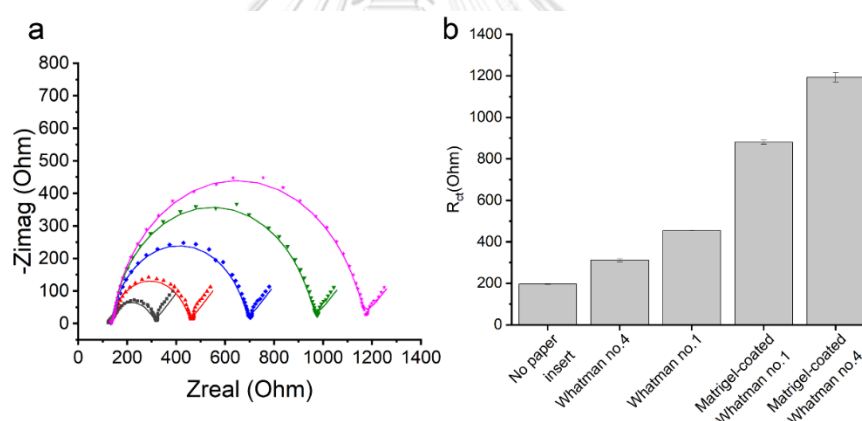 a
800
700
600
500
400
300
200
100
0
-Zimag (Ohm)
0 200 400 600 800 1000 1200 1400
Zreal (Ohm)
b
1400
1200
1000
800
600
400
200
0
Rct(Ohm)
No paper
insert
Whatman no.4
Whatman no.1
Matrigel-coated
Whatman no.1
Matrigel-coated
Whatman no.4